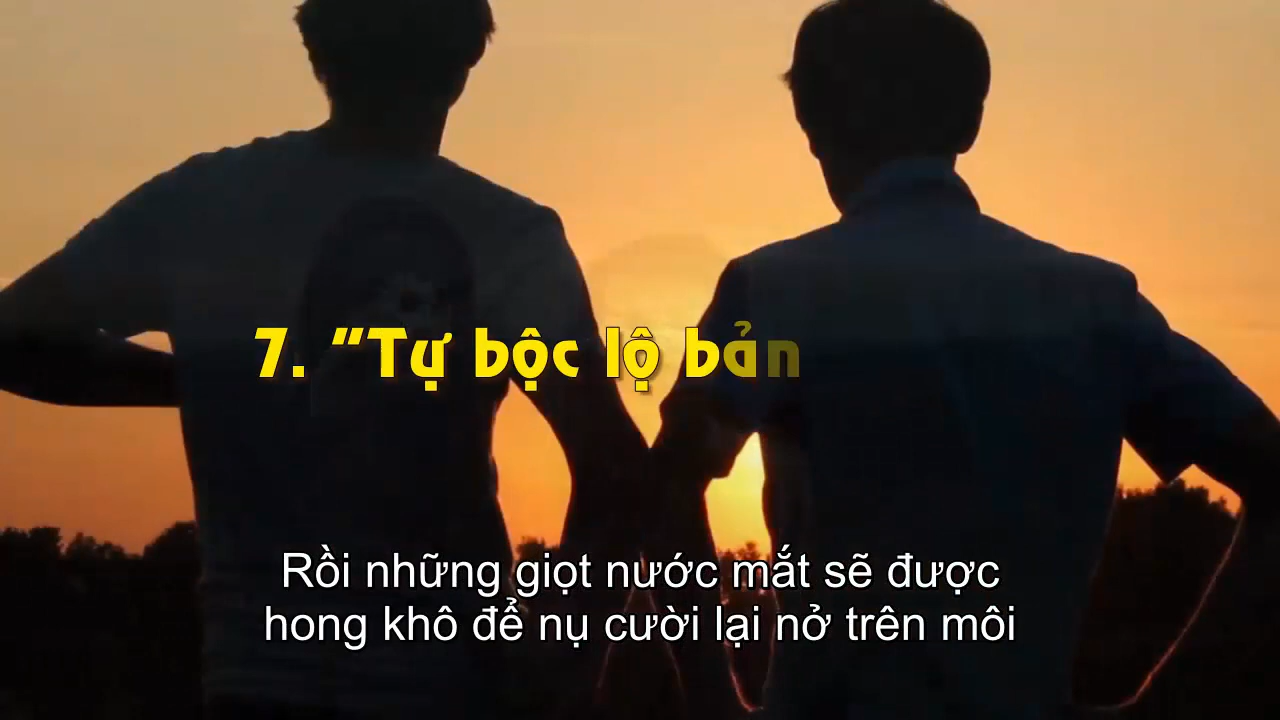 7. "Tự bộc lộ bản
Rồi những giọt nước mắt sẽ được
hong khô để nụ cười lại nở trên môi